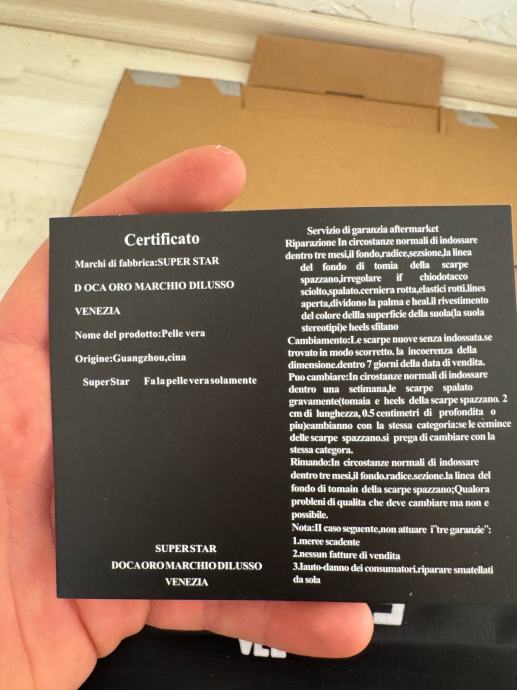 Certificato
Marchi di fabbrica:SUPER STAR
D OCA ORO MARCHIO DILUSSO
VENEZIA
Nome del prodotto:Pelle vera
Origine:Guangzhou,cina
SuperStar Fa la pelle vera solamente
SUPERSTAR
DOCA ORO MARCHIO DILUSSO
VENEZIA
Servizio di garanzia aftermarket
Riparazione In circostanze normali di indossare
dentro tre mesi,il fondo,radice,sezsione,la linea
del fondo di tomia della scarpe
spazzano,irregolare if chiodotacco
sciolto,spalato.cerniera rotta,elastici rotti.lines
aperta,dividono la palma e heal.il rivestimento
del colore dellla superficie della suola(la suola
stereotipi)e heels sfilano
Cambiamento:Le scarpe nuove senza indossata.se
trovato in modo scorretto. la incoerenza della
dimensione.dentro 7 giorni della data di vendita.
Puo cambiare:In cirostanze normali di indossare
dentro una setimana,le scarpe spalato
gravamente(tomaia e heels della scarpe spazzano. 2
cm di lunghezza, 0.5 centimetri di profondita o
piu)eambianno con la stessa categoria:se le cemince
delle scarpe spazzano.si prega di cambiare con la
stessa categora.
Rimando:In circostanze normali di indossare
dentro tre mesi,il fondo.radice.sezione.la linea del
fondo di tomain della scarpe spazzano;Qualora
probleni di qualita che deve cambiare ma non e
possibile.
Nota:Il caso seguente,non attuare i"tre garanzie":
1.merce scadente
2.nessun fatture di vendita
3.lauto-danno dei consumatori.riparare smatellati
da sola